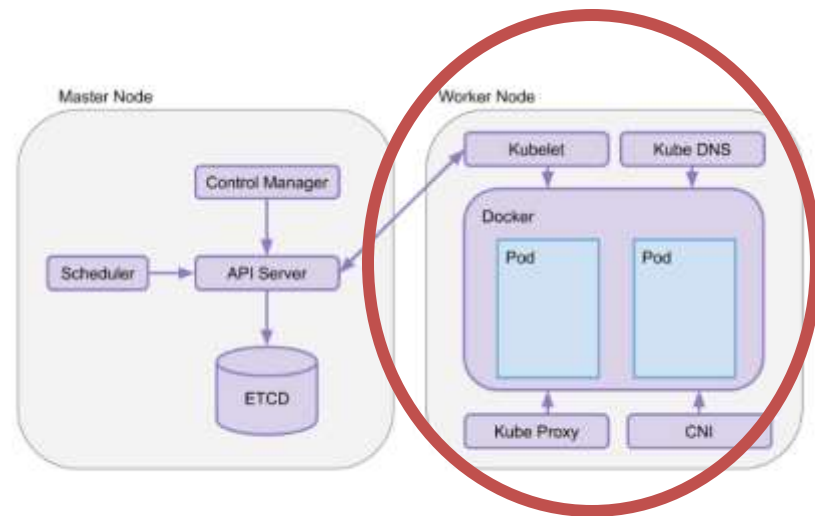 Master Node
Control Manager
Scheduler
API Server
ETCD
Worker Node
Kubelet
Kube DNS
Docker
Pod
Pod
Kube Proxy
CNI